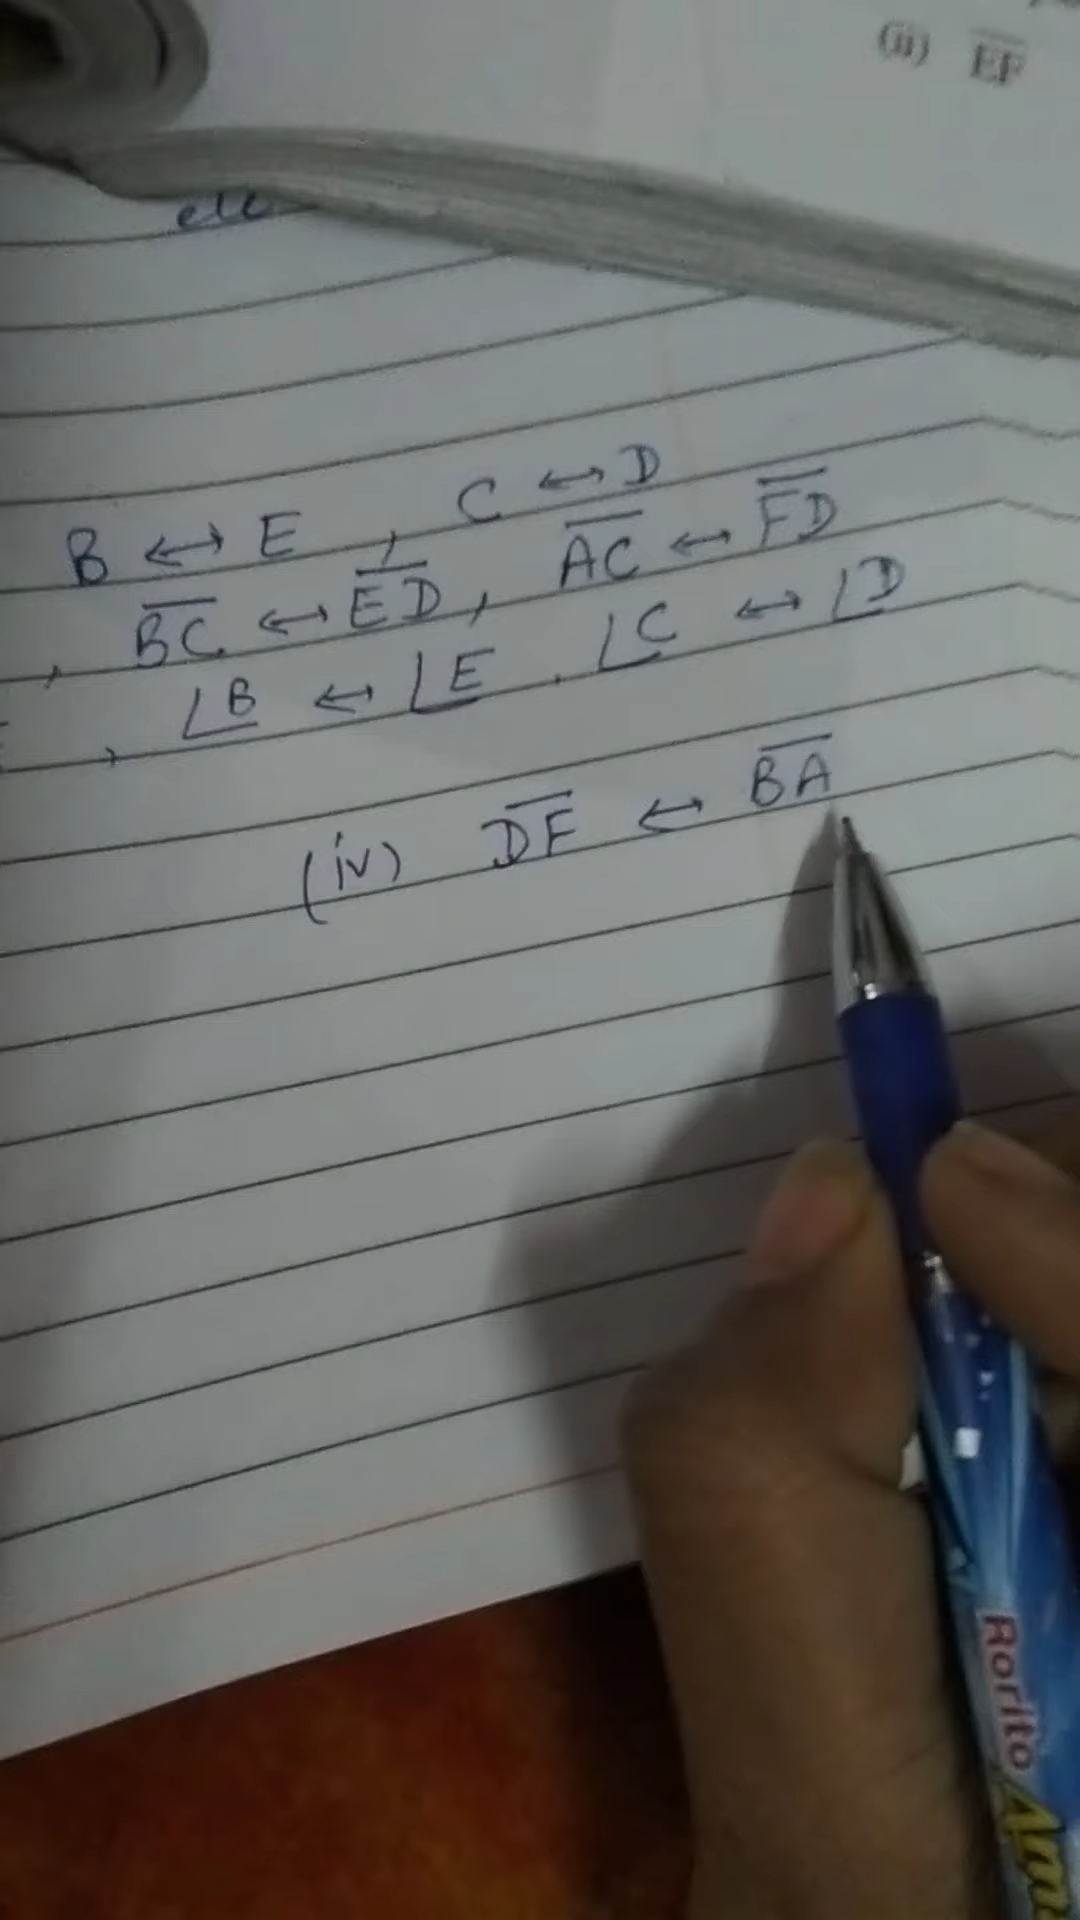 (ii) EF
B ↔ E , C ↔ D
, BC ↔ ED , AC ↔ FD
, ∠B ↔ ∠E , ∠C ↔ ∠D
(iv) DF ↔ BA
Rorito